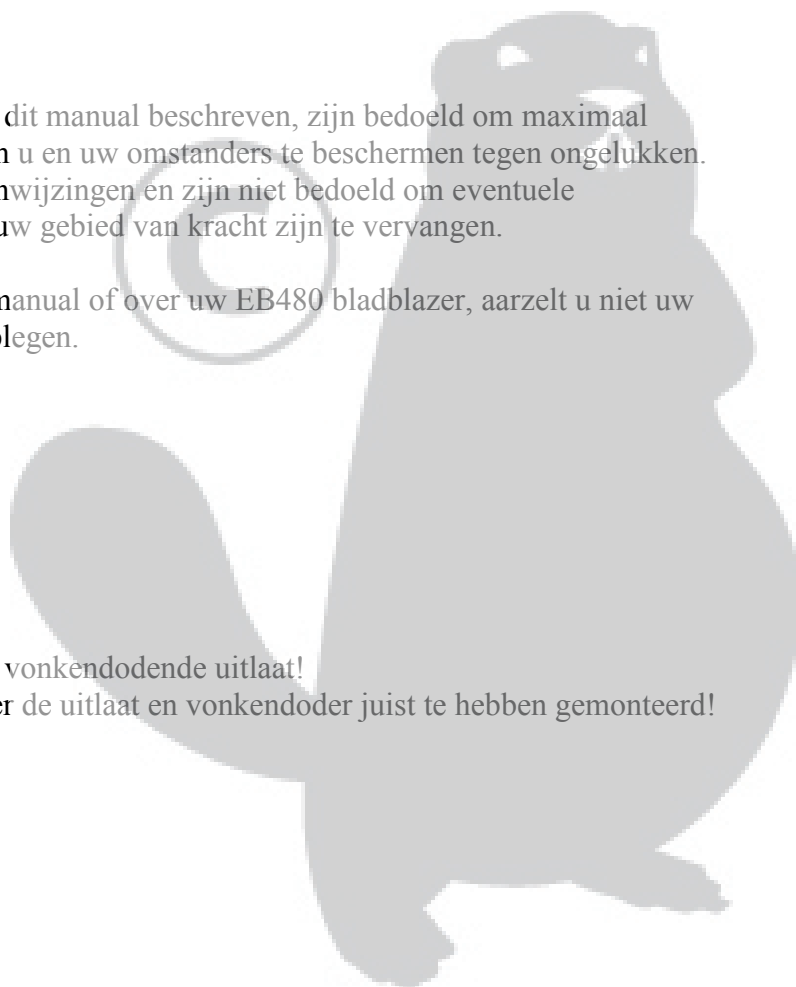 dit manual beschreven, zijn bedoeld om maximaal
u en uw omstanders te beschermen tegen ongelukken.
nwijzingen en zijn niet bedoeld om eventuele
uw gebied van kracht zijn te vervangen.
manual of over uw EB480 bladblazer, aarzelt u niet uw
plegen.
©
vonkendodende uitlaat!
er de uitlaat en vonkendoder juist te hebben gemonteerd!